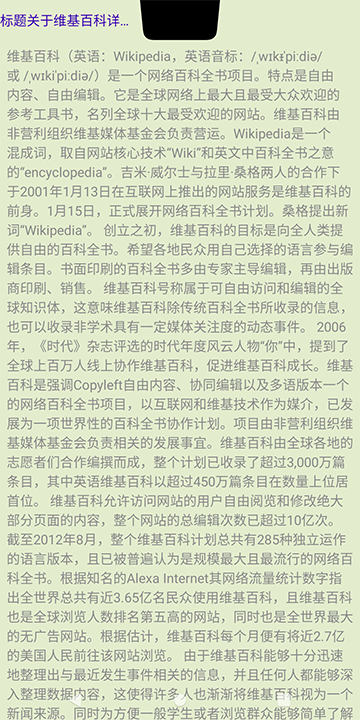 标题关于维基百科详...
维基百科（英语：Wikipedia，英语音标：/ˌwɪkɨˈpiːdiə/
或 /ˌwɪkiˈpiːdiə/）是一个网络百科全书项目。特点是自由
内容、自由编辑。它是全球网络上最大且最受大众欢迎的
参考工具书，名列全球十大最受欢迎的网站。维基百科由
非营利组织维基媒体基金会负责营运。Wikipedia是一个
混成词，取自网站核心技术“Wiki”和英文中百科全书之意
的“encyclopedia”。吉米·威尔士与拉里·桑格两人的合作下
于2001年1月13日在互联网上推出的网站服务是维基百科的
前身。1月15日，正式展开网络百科全书计划。桑格提出新
词“Wikipedia”。 创立之初，维基百科的目标是向全人类提
供自由的百科全书。希望各地民众用自己选择的语言参与编
辑条目。书面印刷的百科全书多由专家主导编辑，再由出版
商印刷、销售。 维基百科号称属于可自由访问和编辑的全
球知识体，这意味维基百科除传统百科全书所收录的信息，
也可以收录非学术具有一定媒体关注度的动态事件。 2006
年，《时代》杂志评选的时代年度风云人物“你”中，提到了
全球上百万人线上协作维基百科，促进维基百科成长。维基
百科是强调Copyleft自由内容、协同编辑以及多语版本一个
的网络百科全书项目，以互联网和维基技术作为媒介，已发
展为一项世界性的百科全书协作计划。项目由非营利组织维
基媒体基金会负责相关的发展事宜。维基百科由全球各地的
志愿者们合作编撰而成，整个计划已收录了超过3,000万篇
条目，其中英语维基百科以超过450万篇条目在数量上位居
首位。 维基百科允许访问网站的用户自由阅览和修改绝大
部分页面的内容，整个网站的总编辑次数已超过10亿次。
截至2012年8月，整个维基百科计划总共有285种独立运作
的语言版本，且已被普遍认为是规模最大且最流行的网络百
科全书。根据知名的Alexa Internet其网络流量统计数字指
出全世界总共有近3.65亿名民众使用维基百科，且维基百科
也是全球浏览人数排名第五高的网站，同时也是全世界最大
的无广告网站。根据估计，维基百科每个月便有将近2.7亿
的美国人民前往该网站浏览。 由于维基百科能够十分迅速
地整理出与最近发生事件相关的信息，并且任何人都能够深
入整理数据内容，这使得许多人也渐渐将维基百科视为一个
新闻来源。同时为方便一般学生或者浏览群众能够简单了解